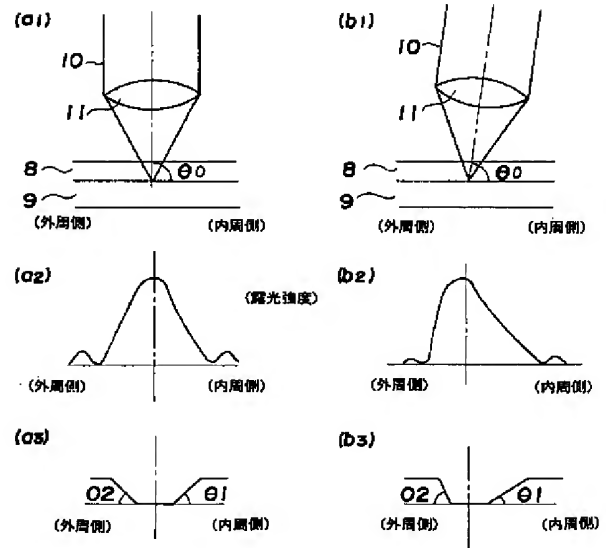 (a1)
10
11
8
θ0
9
(外周側) (内周側)
(b1)
10
11
8
θ0
9
(外周側) (内周側)
(a2)
(露光強度)
(外周側) (内周側)
(b2)
(外周側) (内周側)
(a3)
θ2 θ1
(外周側) (内周側)
(b3)
θ2 θ1
(外周側) (内周側)